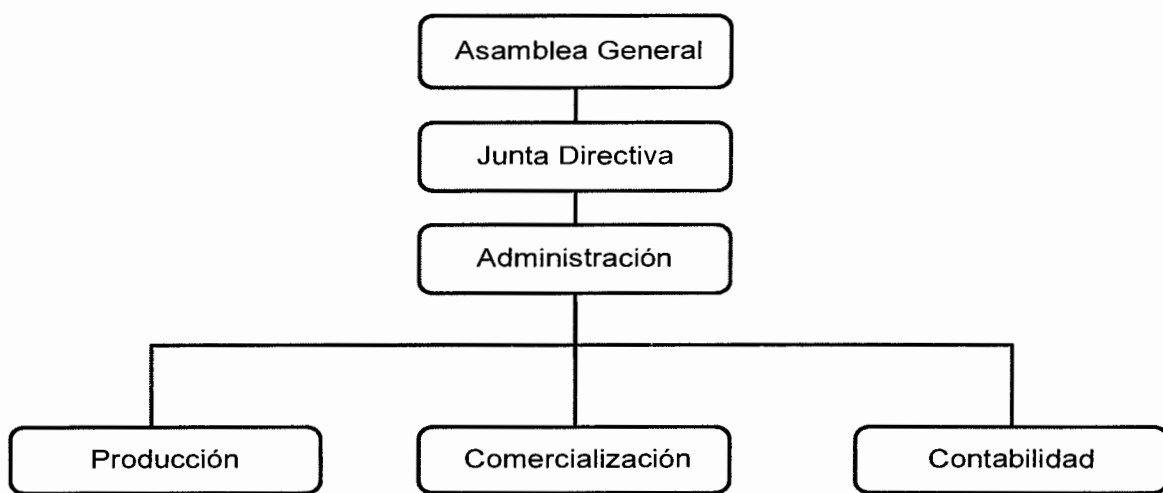 Asamblea General
Junta Directiva
Administración
Producción
Comercialización
Contabilidad